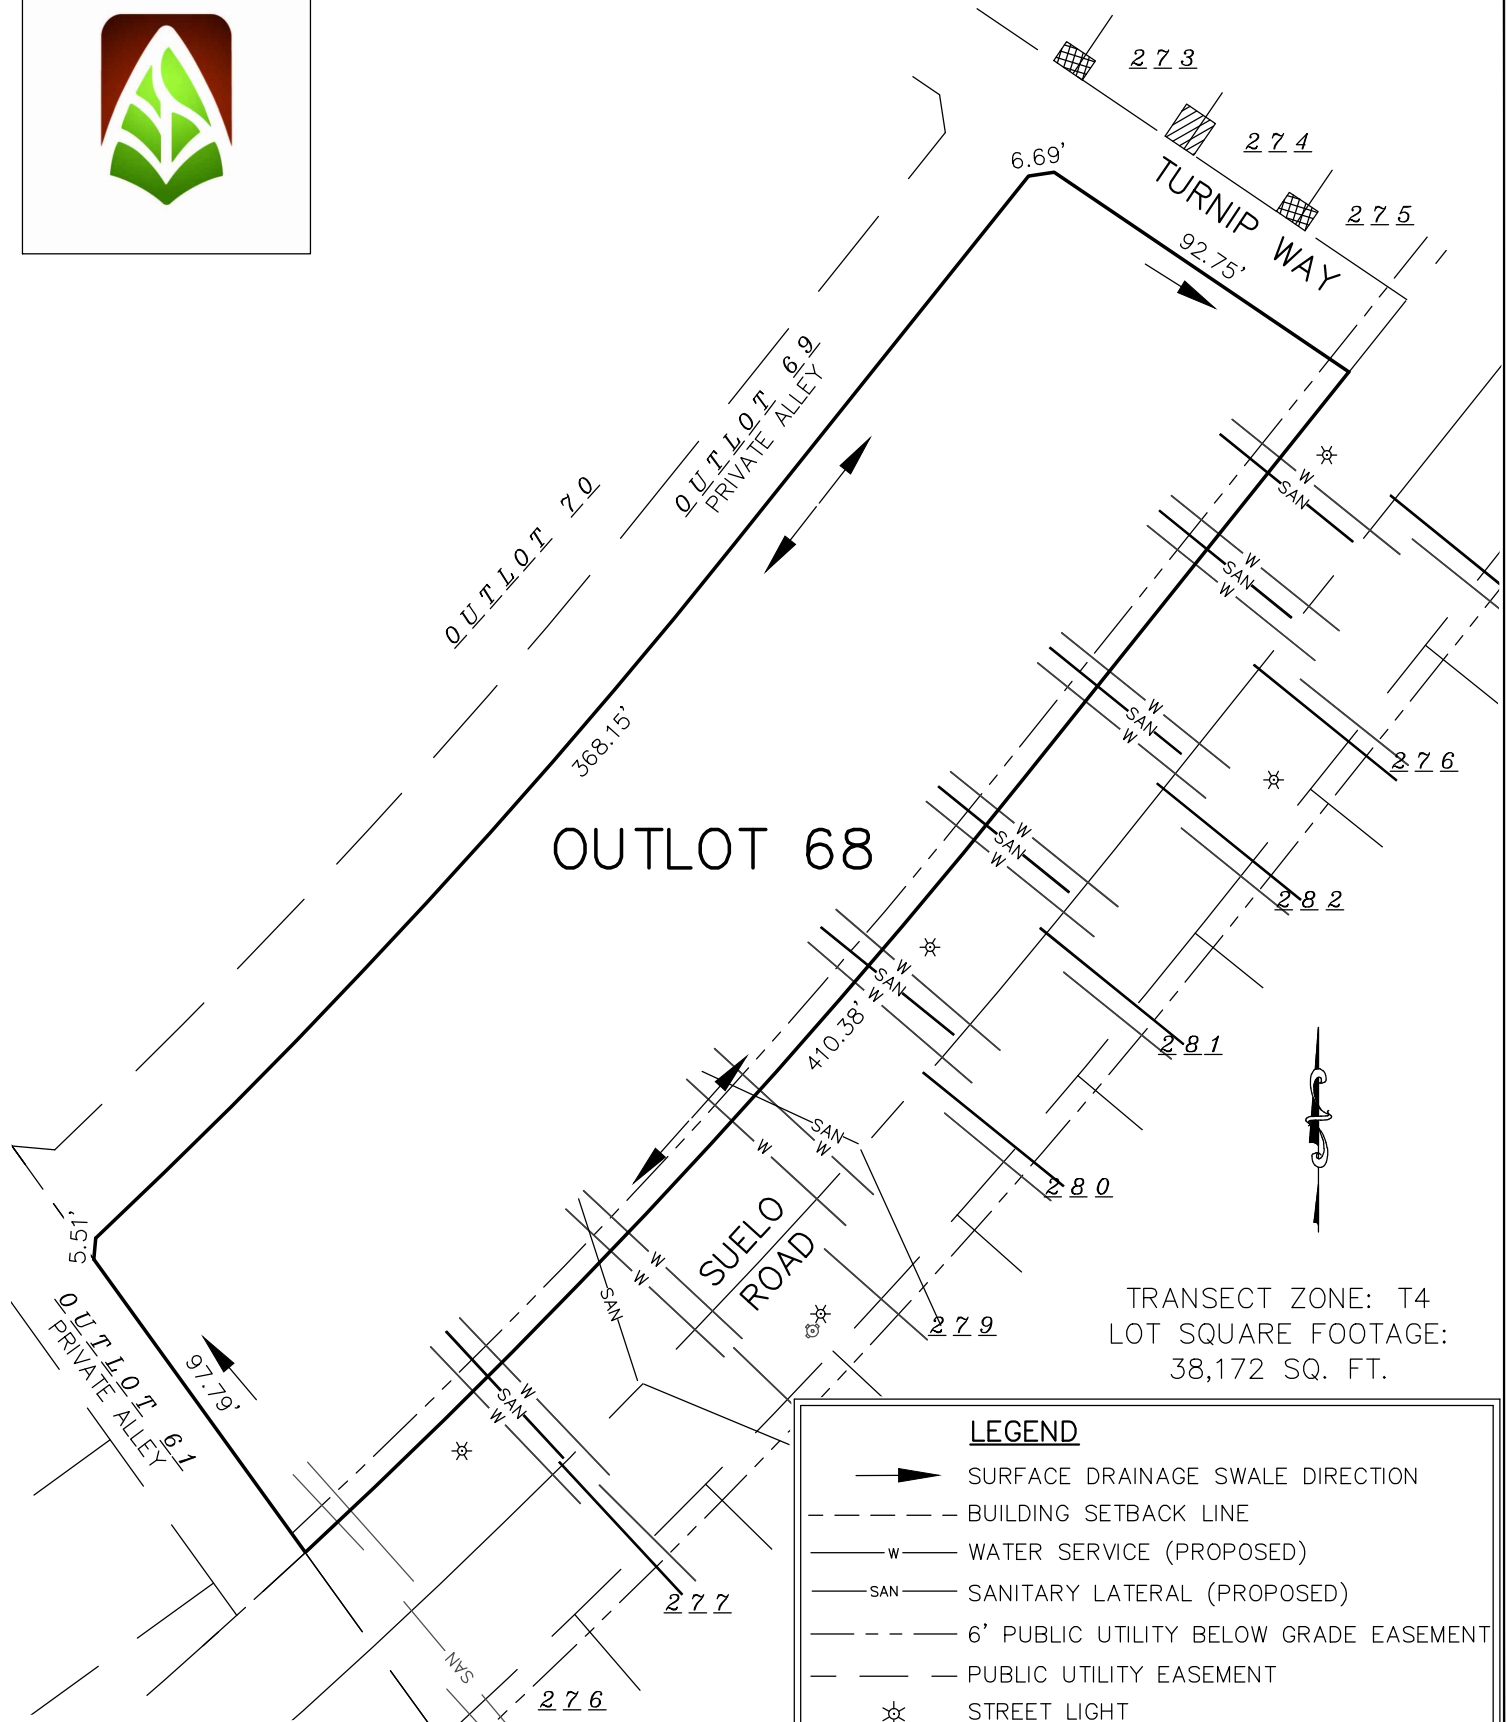 273
274
275
6.69'
TURNIP WAY
92.75'
OUTLOT 69
PRIVATE ALLEY
OUTLOT 70
368.15'
OUTLOT 68
W
SAN
W
SAN
W
W
SAN
W
W
SAN
W
W
SAN
W
276
282
281
410.38'
280
SAN
W
W
SUELO
ROAD
279
W
W
SAN
5.51'
OUTLOT 61
PRIVATE ALLEY
97.79'
W
SAN
W
277
SAN
276
TRANSECT ZONE: T4
LOT SQUARE FOOTAGE:
38,172 SQ. FT.
LEGEND
SURFACE DRAINAGE SWALE DIRECTION
BUILDING SETBACK LINE
W WATER SERVICE (PROPOSED)
SAN SANITARY LATERAL (PROPOSED)
6' PUBLIC UTILITY BELOW GRADE EASEMENT
PUBLIC UTILITY EASEMENT
STREET LIGHT